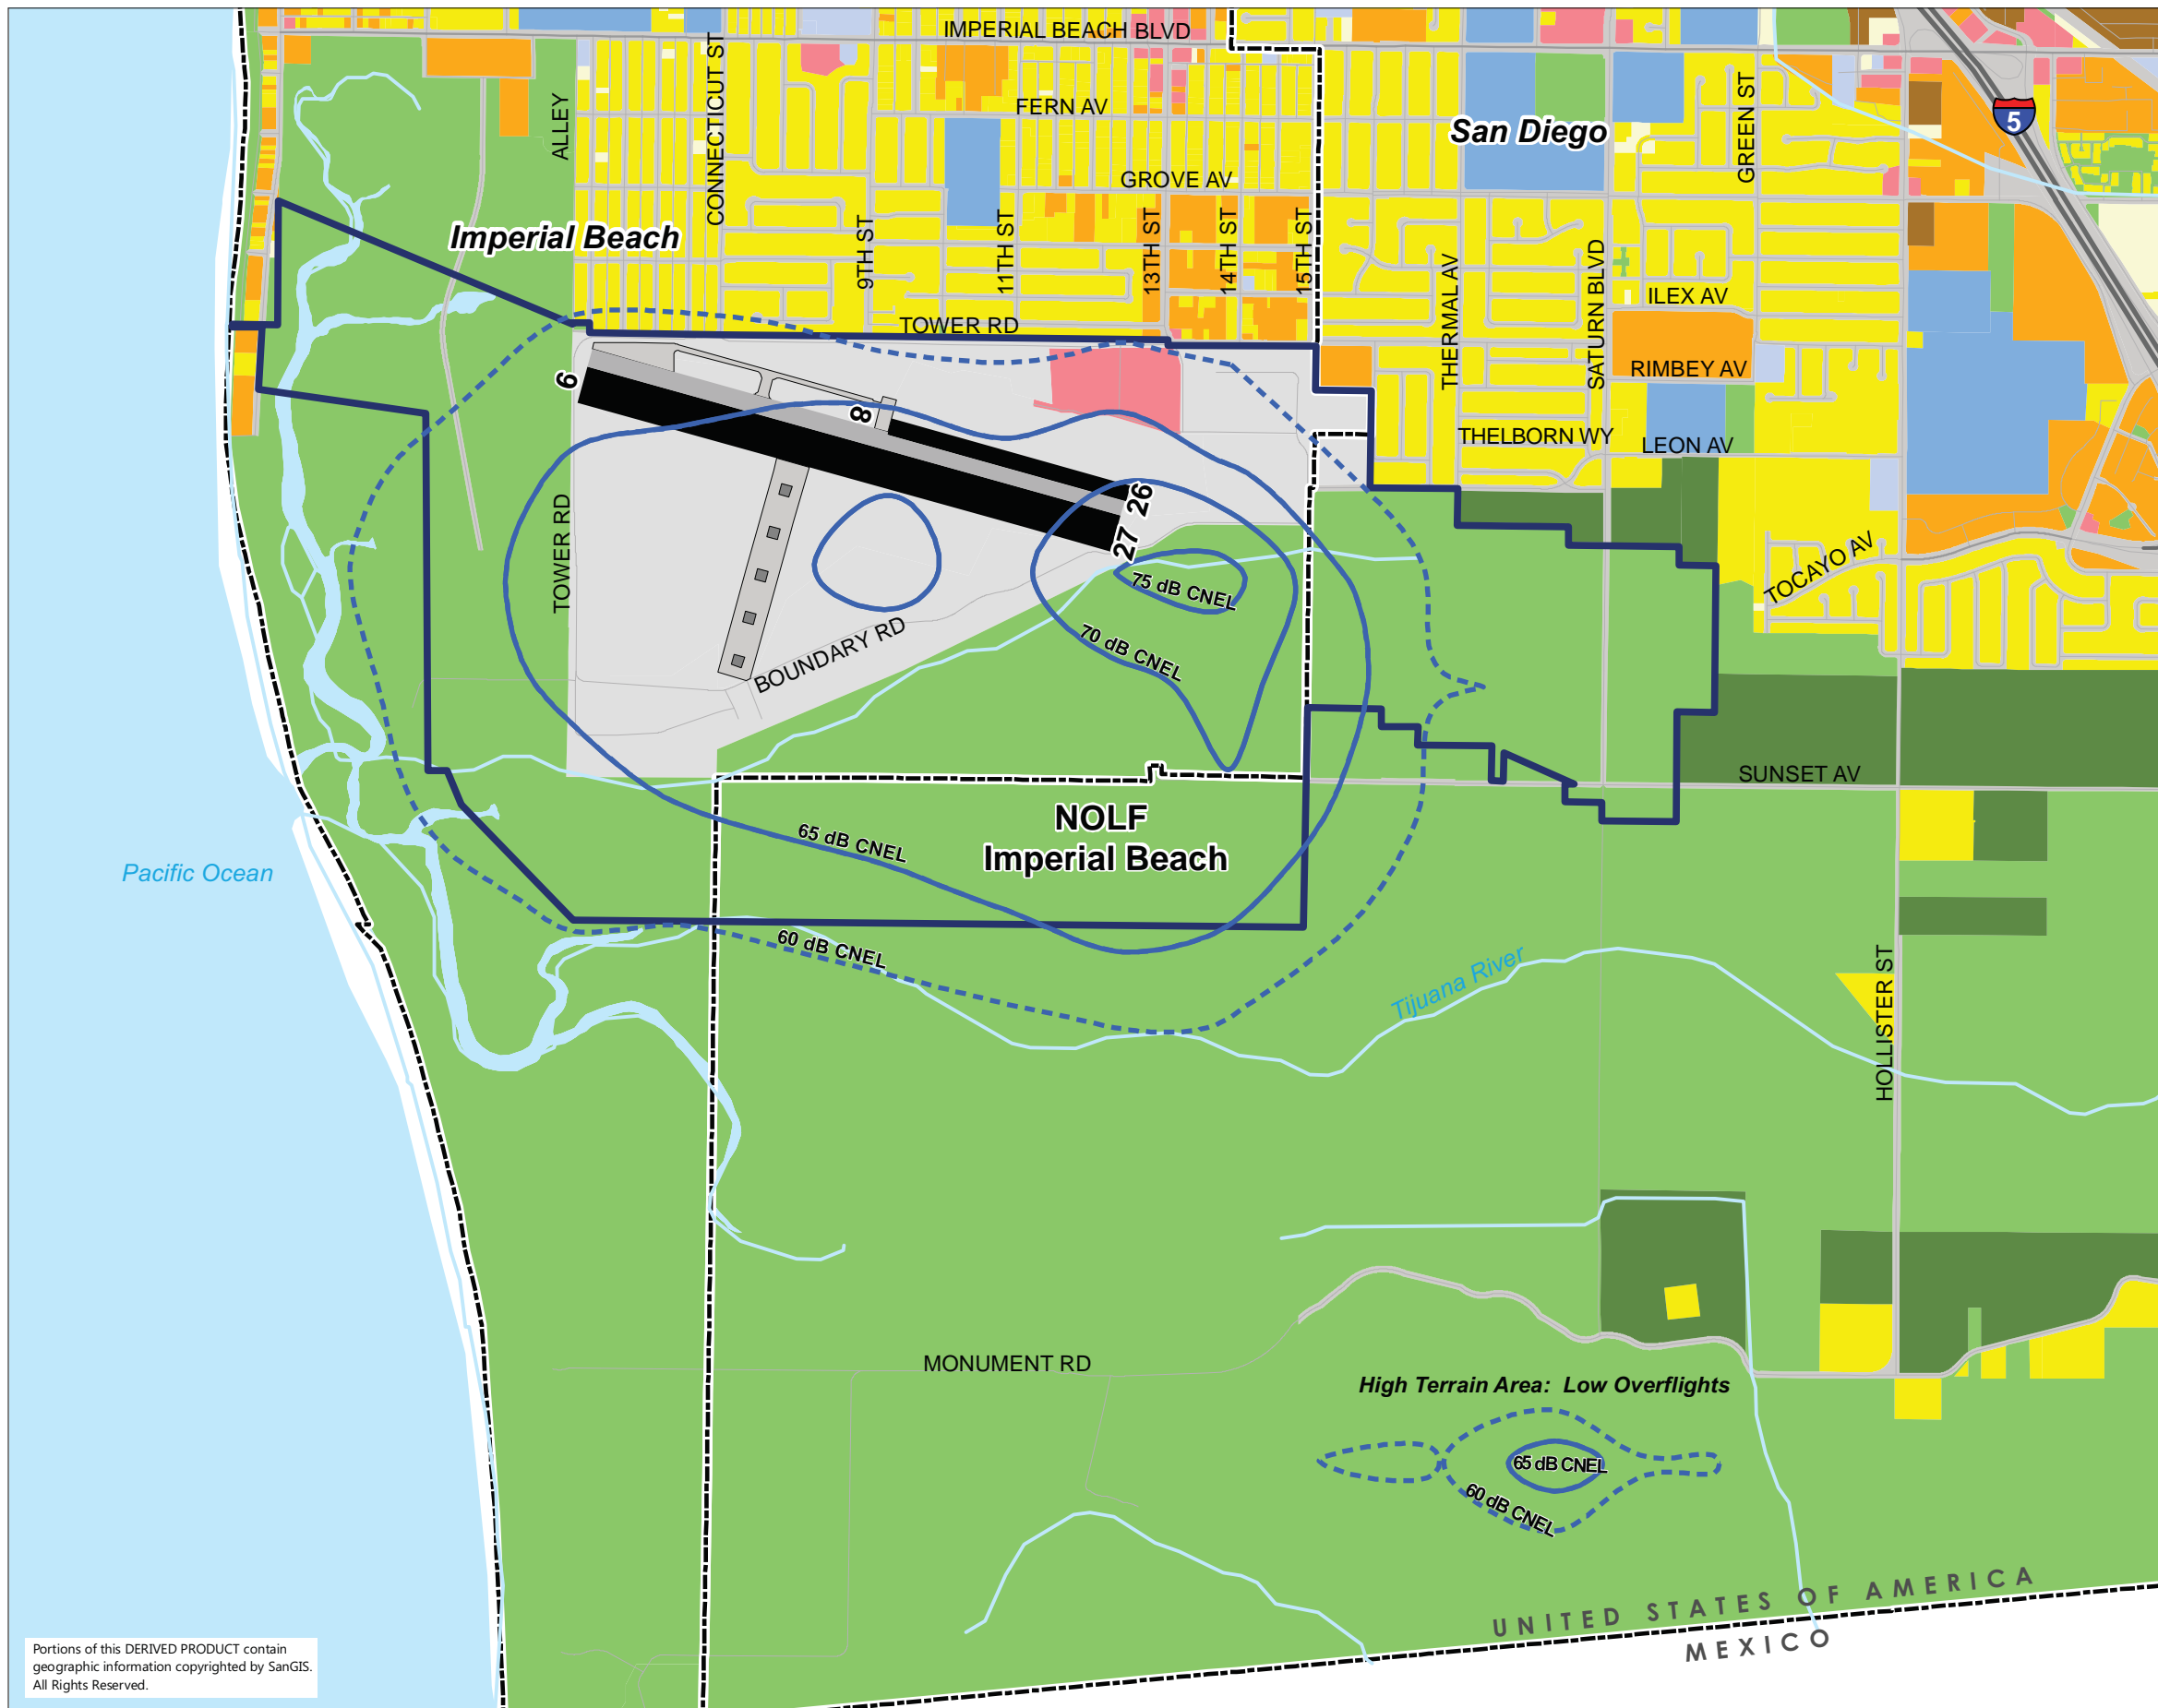 IMPERIAL BEACH BLVD
CONNECTICUT ST
ALLEY
FERN AV
San Diego
GREEN ST
5
GROVE AV
Imperial Beach
9TH ST
11TH ST
13TH ST
14TH ST
15TH ST
THERMAL AV
SATURN BLVD
ILEX AV
TOWER RD
RIMBEY AV
6
8
THELBORN WY
LEON AV
26
27
TOWER RD
75 dB CNEL
TOCAYO AV
70 dB CNEL
BOUNDARY RD
SUNSET AV
NOLF
Imperial Beach
65 dB CNEL
Pacific Ocean
60 dB CNEL
Tijuana River
HOLLISTER ST
MONUMENT RD
High Terrain Area: Low Overflights
65 dB CNEL
60 dB CNEL
UNITED STATES OF AMERICA
MEXICO
Portions of this DERIVED PRODUCT contain
geographic information copyrighted by SanGIS.
All Rights Reserved.